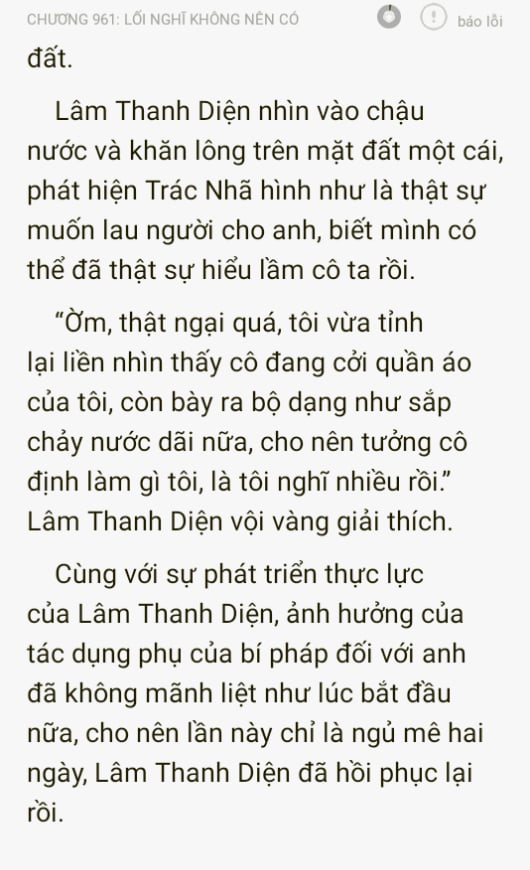 CHƯƠNG 961: LỐI NGHĨ KHÔNG NÊN CÓ
báo lỗi
đất.
Lâm Thanh Diện nhìn vào chậu
nước và khăn lông trên mặt đất một cái,
phát hiện Trác Nhã hình như là thật sự
muốn lau người cho anh, biết mình có
thể đã thật sự hiểu lầm cô ta rồi.
“Ờm, thật ngại quá, tôi vừa tỉnh
lại liền nhìn thấy cô đang cởi quần áo
của tôi, còn bày ra bộ dạng như sắp
chảy nước dãi nữa, cho nên tưởng cô
định làm gì tôi, là tôi nghĩ nhiều rồi.”
Lâm Thanh Diện vội vàng giải thích.
Cùng với sự phát triển thực lực
của Lâm Thanh Diện, ảnh hưởng của
tác dụng phụ của bí pháp đối với anh
đã không mãnh liệt như lúc bắt đầu
nữa, cho nên lần này chỉ là ngủ mê hai
ngày, Lâm Thanh Diện đã hồi phục lại
rồi.